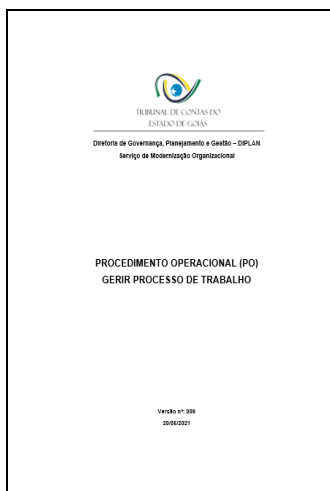 TRIBUNAL DE CONTAS DO
ESTADO DE GOIÁS
Diretoria de Governança, Planejamento e Gestão – DIPLAN
Serviço de Modernização Organizacional
PROCEDIMENTO OPERACIONAL (PO)
GERIR PROCESSO DE TRABALHO
Versão nº: 009
20/05/2021